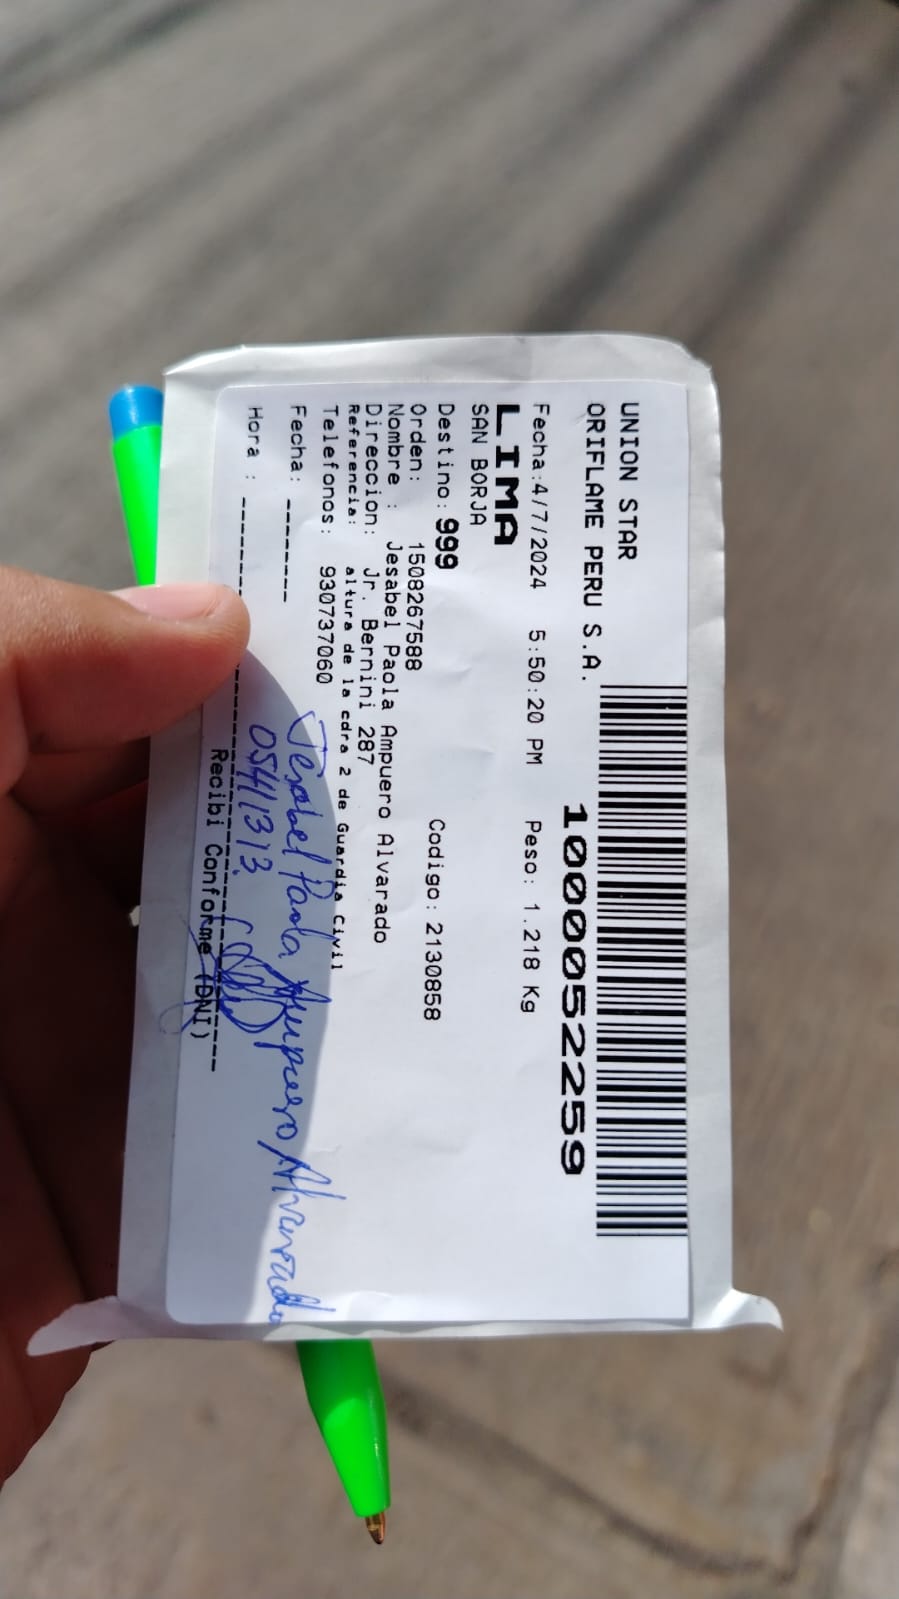 UNION STAR
ORIFLAME PERU S.A.
1000052259
Fecha:4/7/2024 5:50:20 PM Peso: 1.218 Kg
LIMA
SAN BORJA
Destino: 999 Codigo: 2130858
Orden: 1508267588
Nombre : Jesabel Paola Ampuero Alvarado
Direccion: Jr. Bernini 287
Referencia: altura de la cdra 2 de Guardia Civil
Telefonos: 930737060
Fecha: -------
Jesabel Paola Ampuero Alvarado
Hora : -------
Recibi Conforme (DNI)